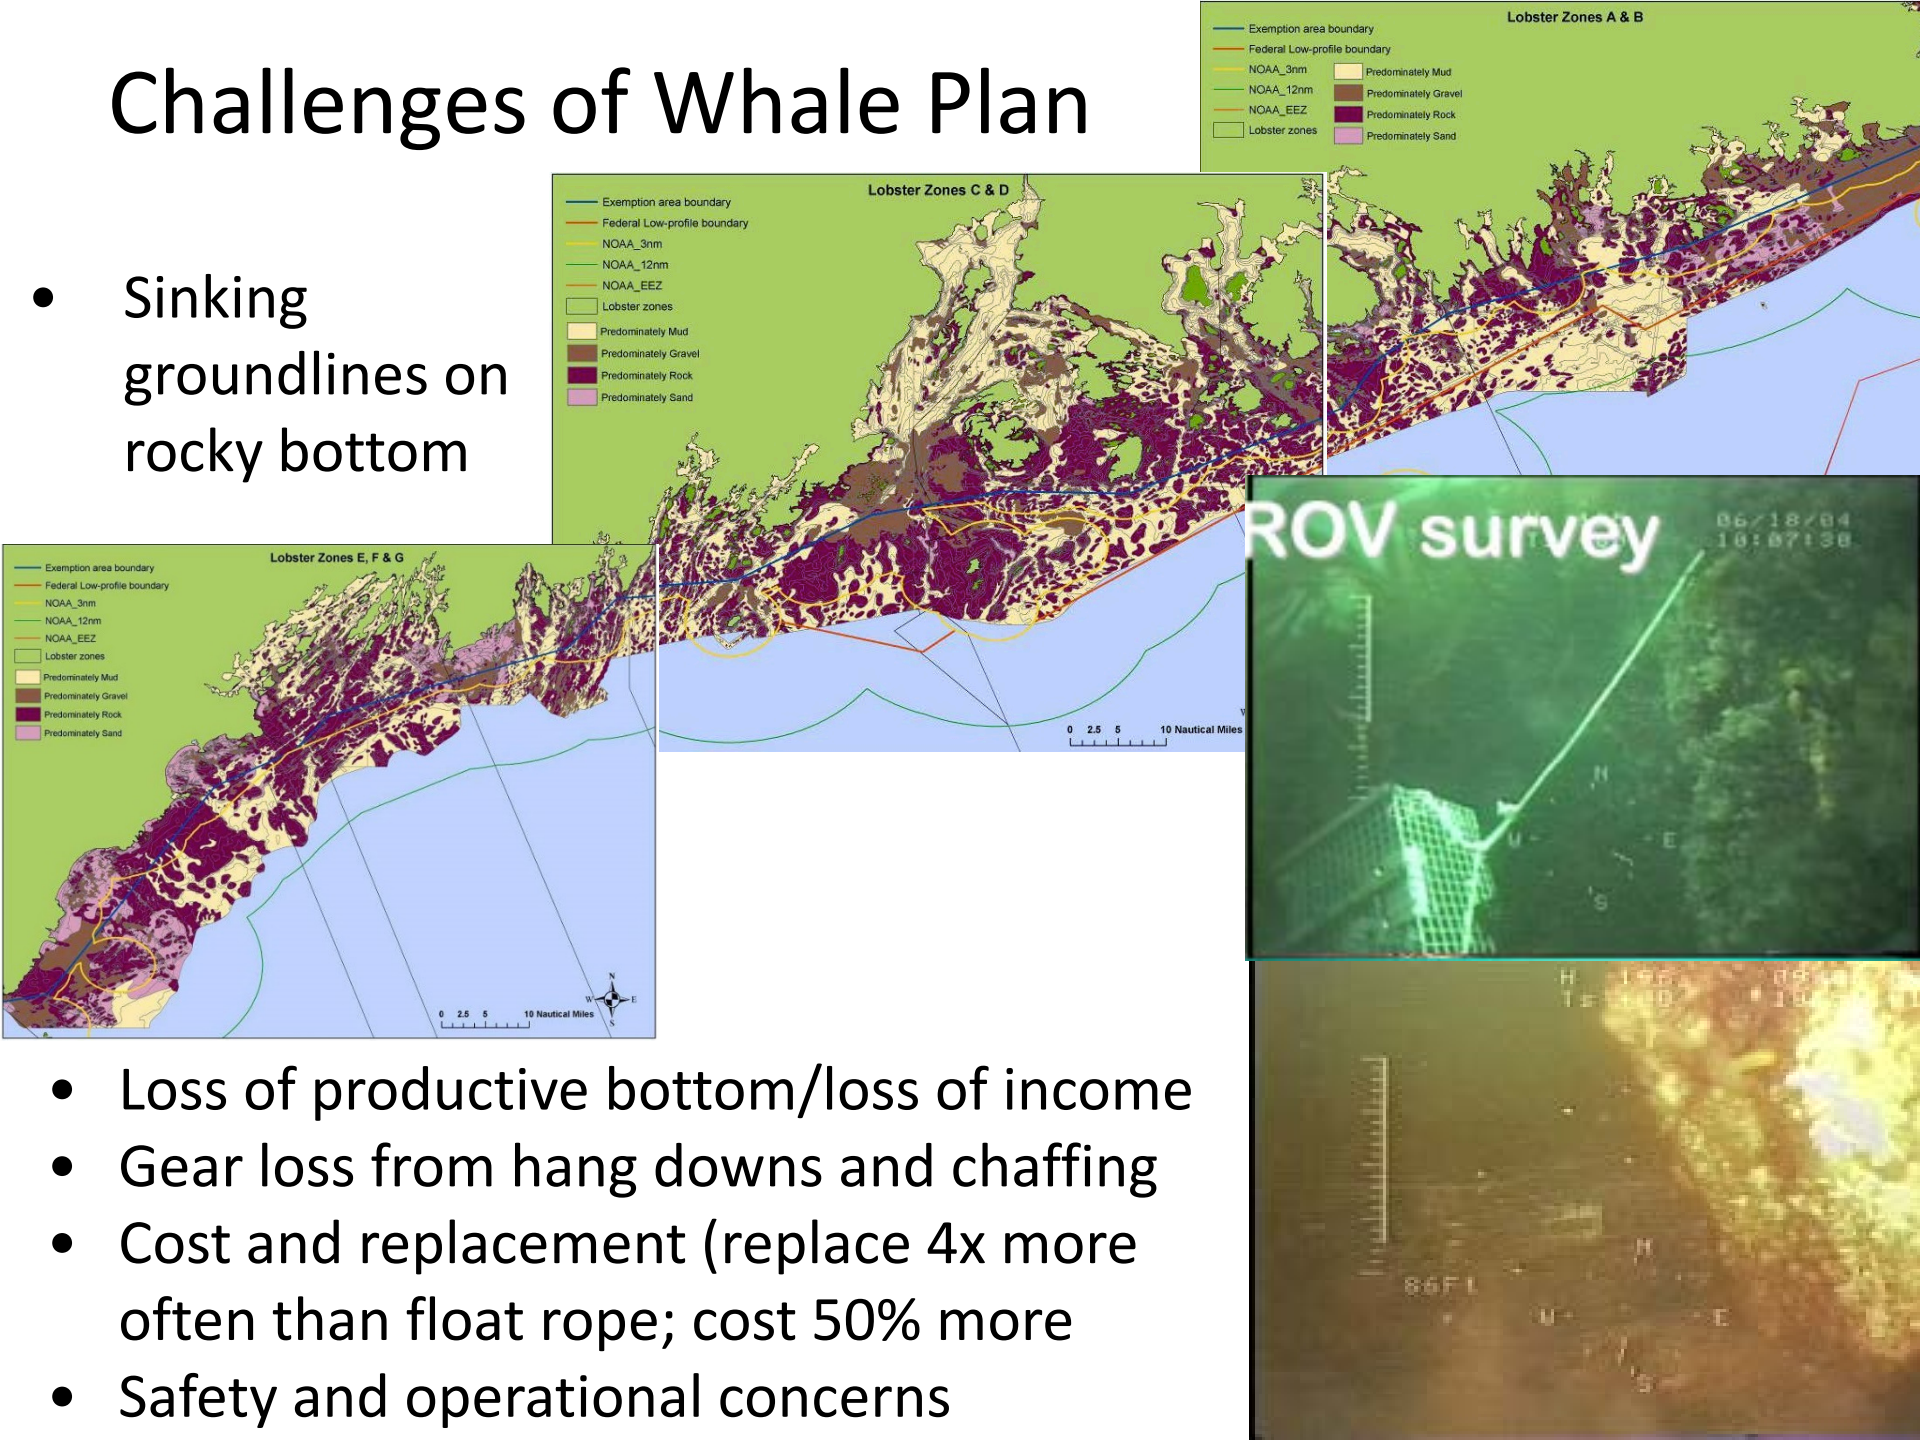 Challenges of Whale Plan
Lobster Zones A & B
Exemption area boundary
Federal Low-profile boundary
NOAA_3nm
NOAA_12nm
NOAA_EEZ
Lobster zones
Predominately Mud
Predominately Gravel
Predominately Rock
Predominately Sand
Lobster Zones C & D
Exemption area boundary
Federal Low-profile boundary
NOAA_3nm
NOAA_12nm
NOAA_EEZ
Lobster zones
Predominately Mud
Predominately Gravel
Predominately Rock
Predominately Sand
0 2.5 5 10 Nautical Miles
• Sinking
groundlines on
rocky bottom
Lobster Zones E, F & G
Exemption area boundary
Federal Low-profile boundary
NOAA_3nm
NOAA_12nm
NOAA_EEZ
Lobster zones
Predominately Mud
Predominately Gravel
Predominately Rock
Predominately Sand
N
W E
S
0 2.5 5 10 Nautical Miles
ROV survey
06/18/04
10:07:30
N
W E
S
H 196
86Ft
N
W E
S
• Loss of productive bottom/loss of income
• Gear loss from hang downs and chaffing
• Cost and replacement (replace 4x more
often than float rope; cost 50% more
• Safety and operational concerns